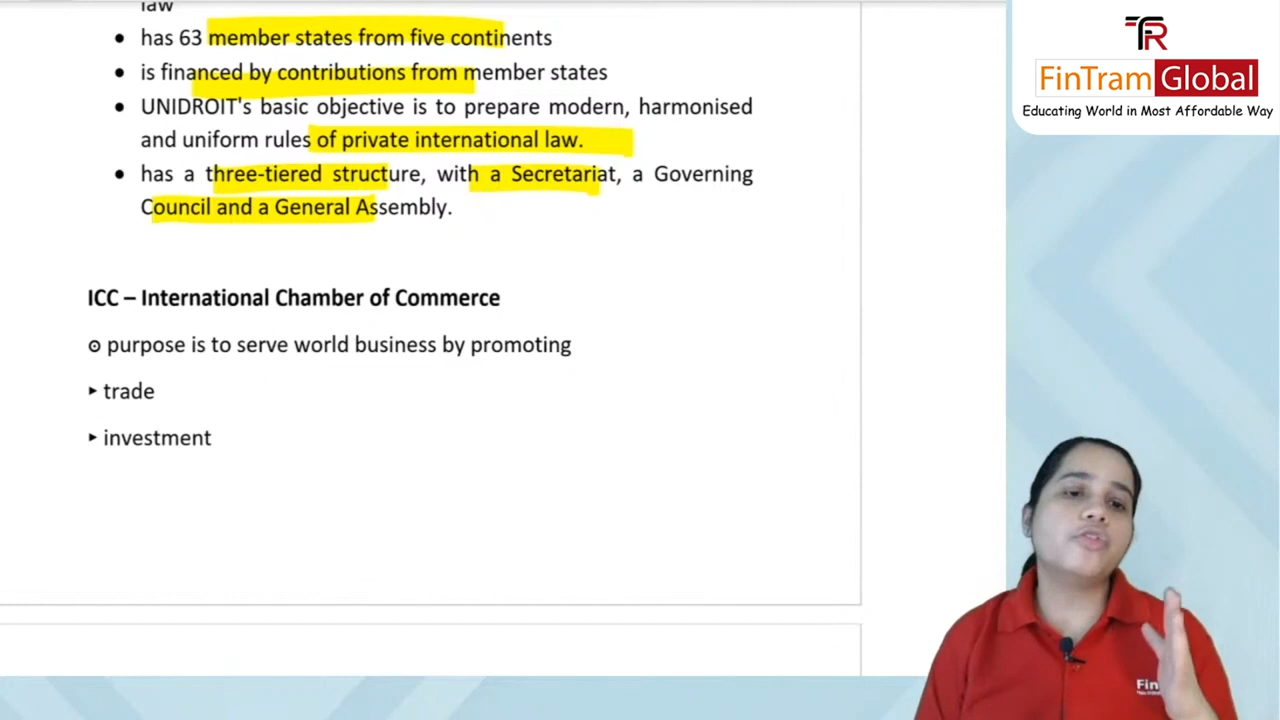 law
• has 63 member states from five continents
• is financed by contributions from member states
• UNIDROIT's basic objective is to prepare modern, harmonised
and uniform rules of private international law.
• has a three-tiered structure, with a Secretariat, a Governing
Council and a General Assembly.
ICC – International Chamber of Commerce
⊙ purpose is to serve world business by promoting
‣ trade
‣ investment
TR
FinTram Global
Educating World in Most Affordable Way
Fin